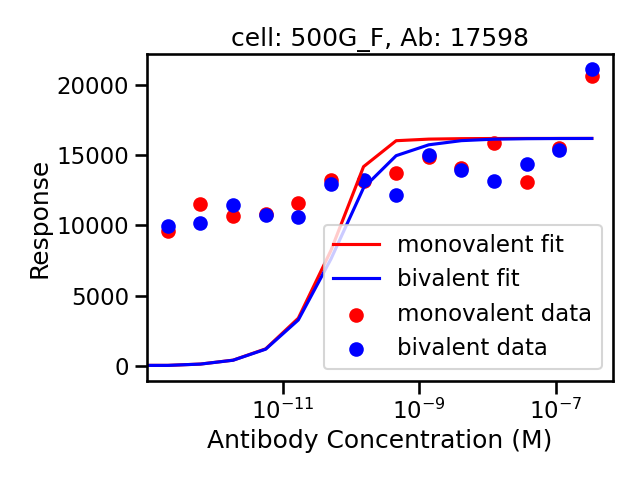 cell: 500G_F, Ab: 17598
20000
15000
10000
5000
0
Response
monovalent fit
bivalent fit
monovalent data
bivalent data
10⁻¹¹ 10⁻⁹ 10⁻⁷
Antibody Concentration (M)